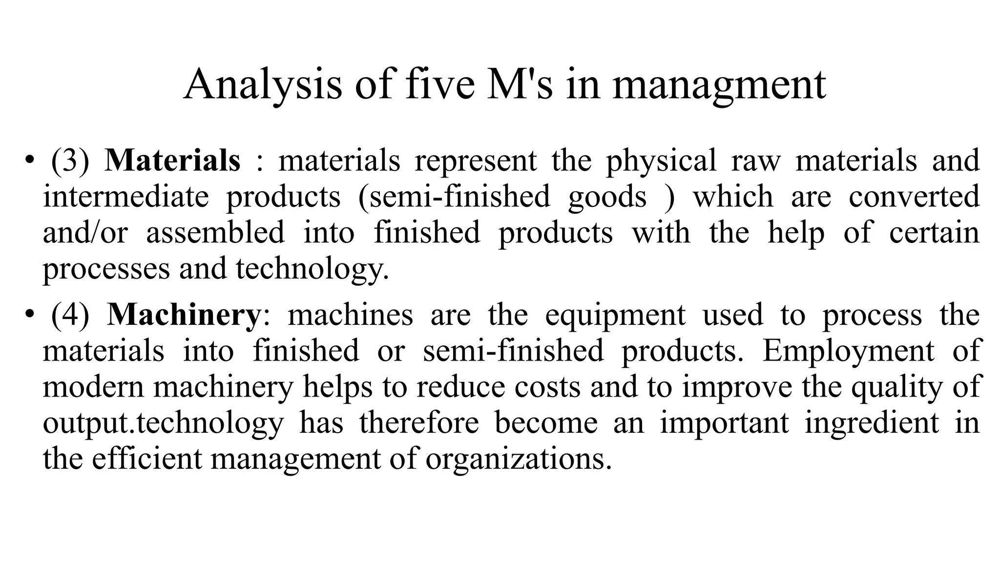 Analysis of five M's in managment
• (3) Materials : materials represent the physical raw materials and
intermediate products (semi-finished goods ) which are converted
and/or assembled into finished products with the help of certain
processes and technology.
• (4) Machinery: machines are the equipment used to process the
materials into finished or semi-finished products. Employment of
modern machinery helps to reduce costs and to improve the quality of
output.technology has therefore become an important ingredient in
the efficient management of organizations.